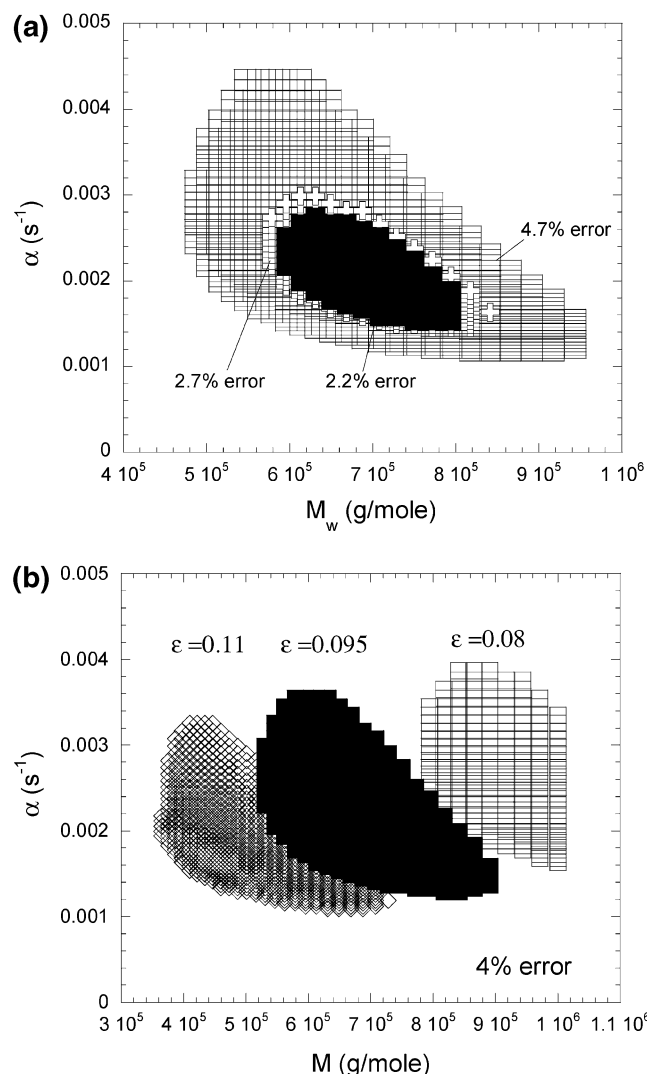 (a)
0.005
0.004
0.003
0.002
0.001
0
α (s⁻¹)
4.7% error
2.7% error
2.2% error
4 10⁵ 5 10⁵ 6 10⁵ 7 10⁵ 8 10⁵ 9 10⁵ 1 10⁶
M_w (g/mole)
(b)
0.005
0.004
0.003
0.002
0.001
0
α (s⁻¹)
ε =0.11 ε =0.095 ε =0.08
4% error
3 10⁵ 4 10⁵ 5 10⁵ 6 10⁵ 7 10⁵ 8 10⁵ 9 10⁵ 1 10⁶ 1.1 10⁶
M (g/mole)